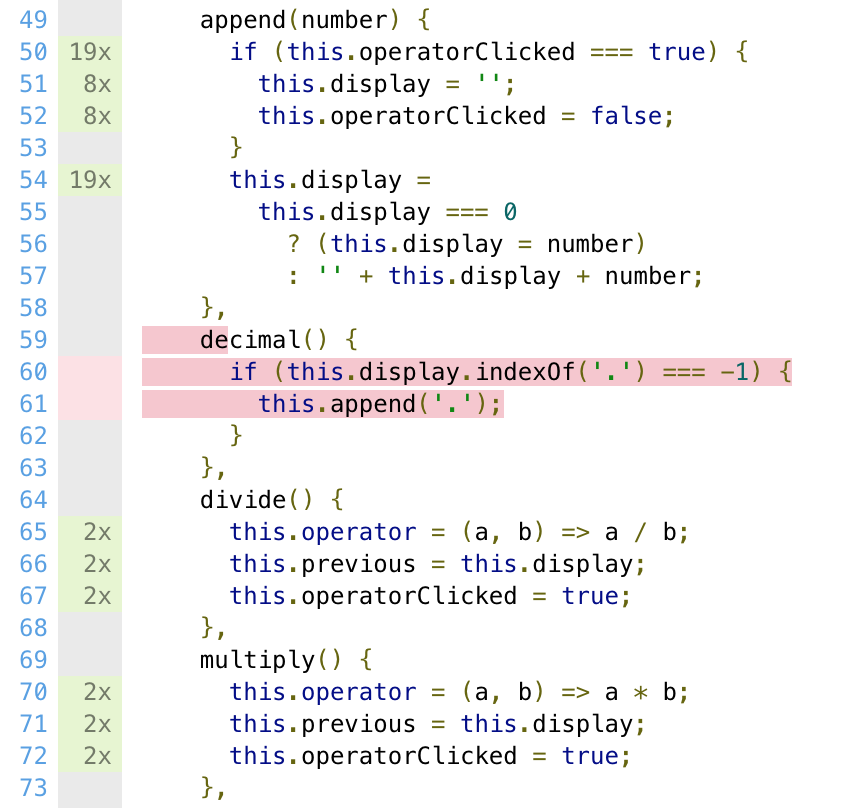 49 append(number) {
50 19x if (this.operatorClicked === true) {
51 8x this.display = '';
52 8x this.operatorClicked = false;
53 }
54 19x this.display =
55 this.display === 0
56 ? (this.display = number)
57 : '' + this.display + number;
58 },
59 decimal() {
60 if (this.display.indexOf('.') === -1) {
61 this.append('.');
62 }
63 },
64 divide() {
65 2x this.operator = (a, b) => a / b;
66 2x this.previous = this.display;
67 2x this.operatorClicked = true;
68 },
69 multiply() {
70 2x this.operator = (a, b) => a * b;
71 2x this.previous = this.display;
72 2x this.operatorClicked = true;
73 },